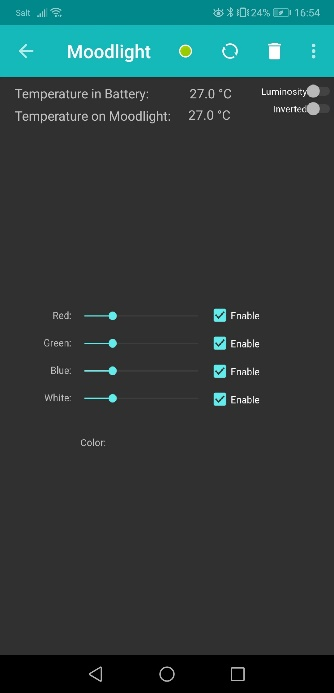 Salt 24% 16:54
Moodlight
Temperature in Battery: 27.0 °C Luminosity
Temperature on Moodlight: 27.0 °C Inverted
Red: Enable
Green: Enable
Blue: Enable
White: Enable
Color: